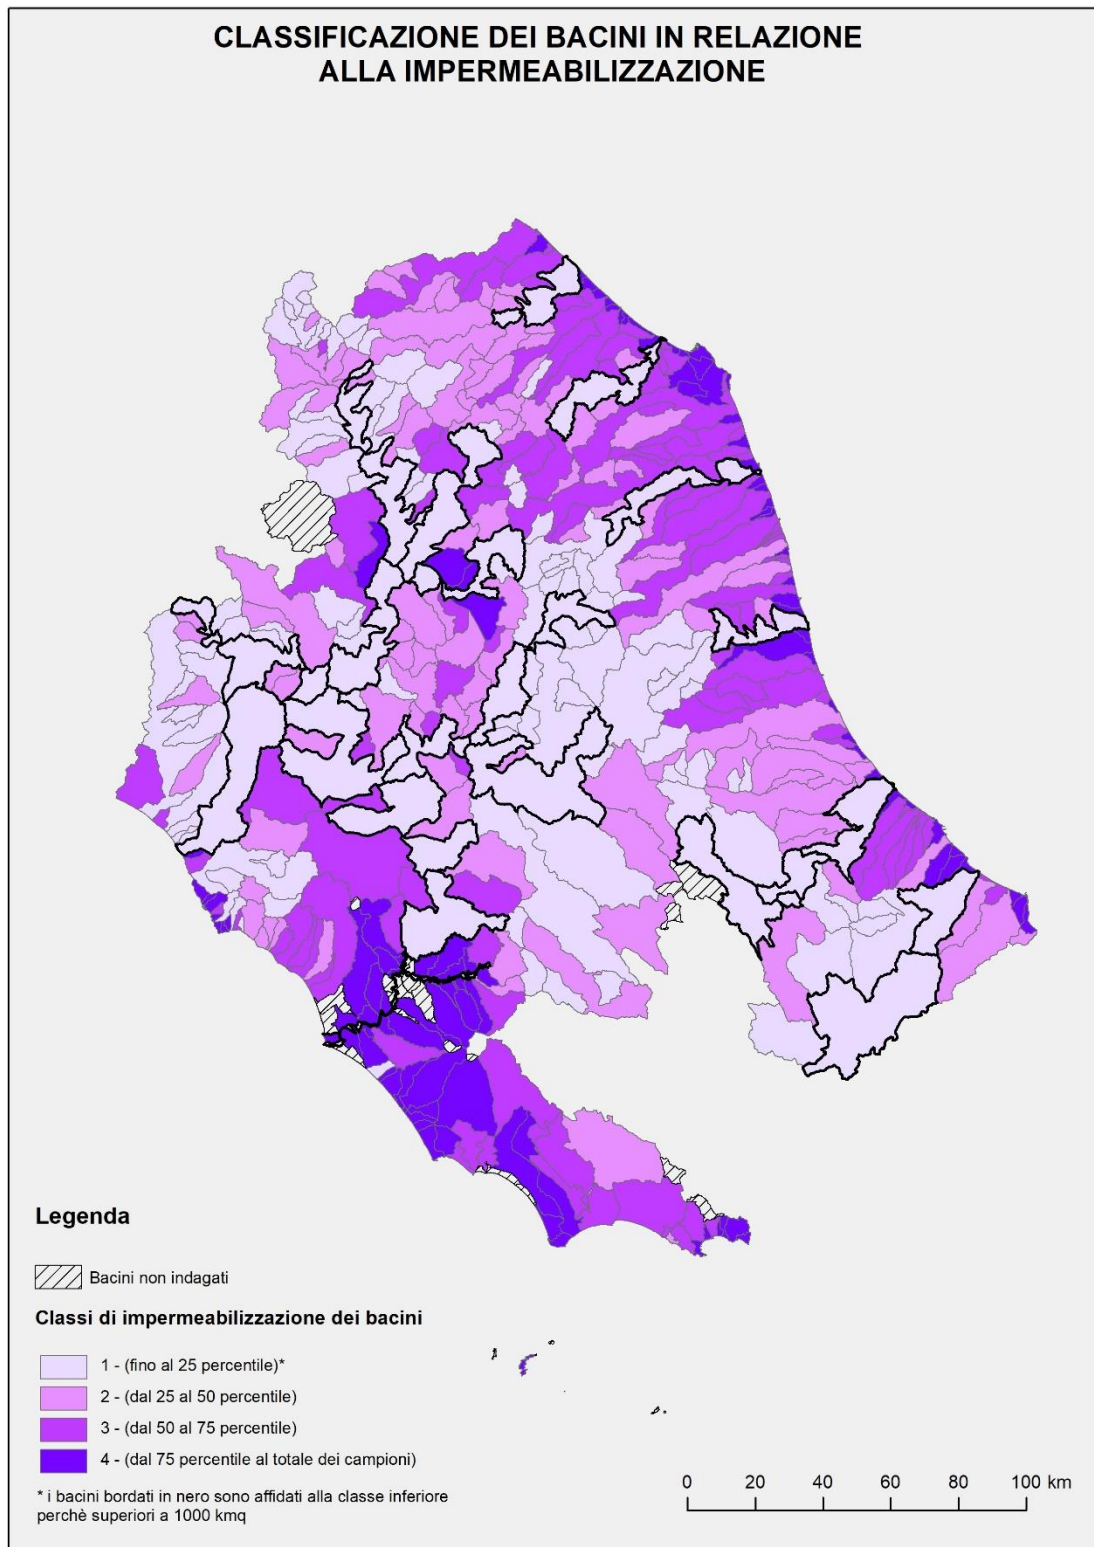 CLASSIFICAZIONE DEI BACINI IN RELAZIONE
ALLA IMPERMEABILIZZAZIONE
Legenda
Bacini non indagati
Classi di impermeabilizzazione dei bacini
1 - (fino al 25 percentile)*
2 - (dal 25 al 50 percentile)
3 - (dal 50 al 75 percentile)
4 - (dal 75 percentile al totale dei campioni)
* i bacini bordati in nero sono affidati alla classe inferiore
perchè superiori a 1000 kmq
0 20 40 60 80 100 km